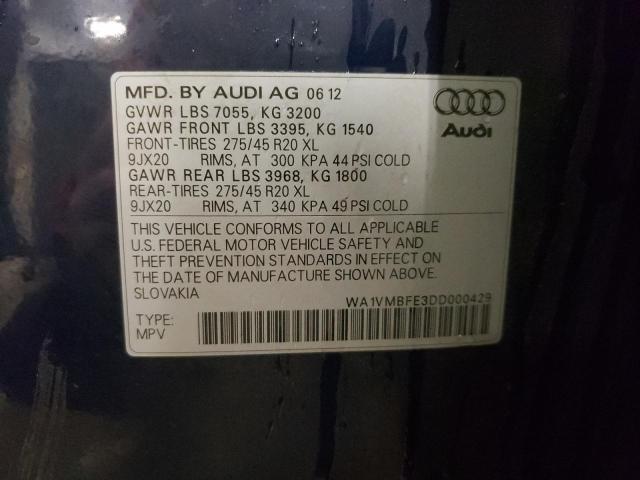 MFD. BY AUDI AG 06 12
GVWR LBS 7055, KG 3200
GAWR FRONT LBS 3395, KG 1540
FRONT-TIRES 275/45 R20 XL
9JX20 RIMS, AT 300 KPA 44 PSI COLD
GAWR REAR LBS 3968, KG 1800
REAR-TIRES 275/45 R20 XL
9JX20 RIMS, AT 340 KPA 49 PSI COLD
Audi
THIS VEHICLE CONFORMS TO ALL APPLICABLE
U.S. FEDERAL MOTOR VEHICLE SAFETY AND
THEFT PREVENTION STANDARDS IN EFFECT ON
THE DATE OF MANUFACTURE SHOWN ABOVE.
SLOVAKIA
WA1VMBFE3DD000429
TYPE:
MPV